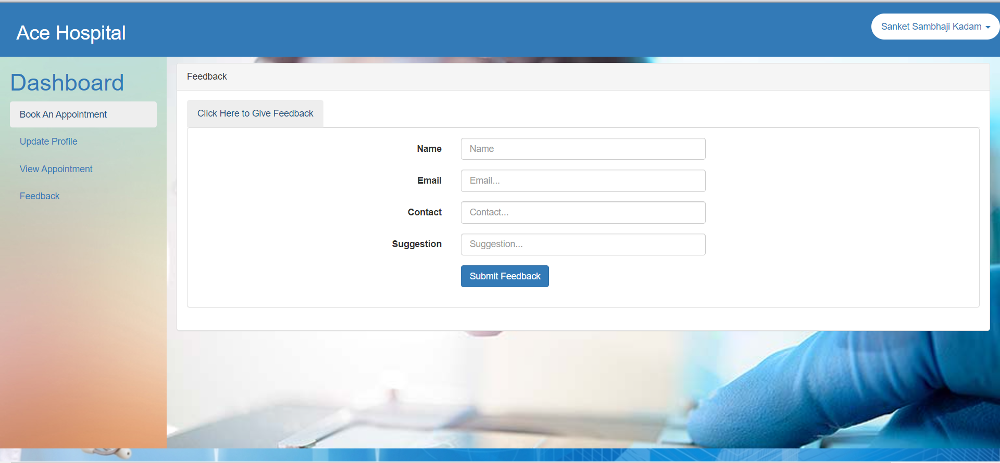 Ace Hospital
Sanket Sambhaji Kadam
Dashboard
Book An Appointment
Update Profile
View Appointment
Feedback
Feedback
Click Here to Give Feedback
Name Name
Email Email...
Contact Contact...
Suggestion Suggestion...
Submit Feedback